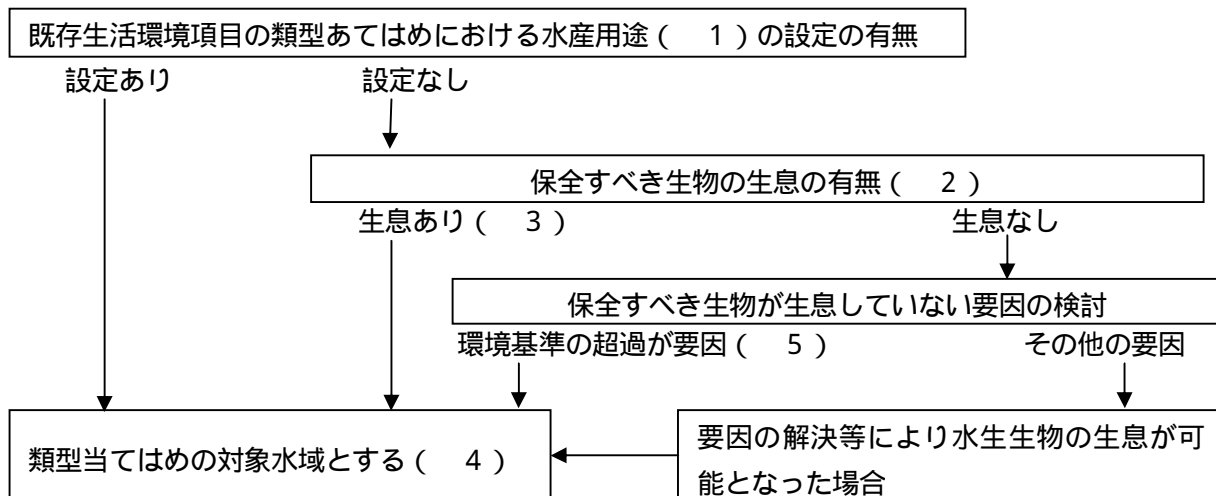 既存生活環境項目の類型あてはめにおける水産用途（　1）の設定の有無
設定あり
設定なし
保全すべき生物の生息の有無（　2）
生息あり（　3）
生息なし
保全すべき生物が生息していない要因の検討
環境基準の超過が要因（　5）
その他の要因
類型当てはめの対象水域とする（　4）
要因の解決等により水生生物の生息が可
能となった場合